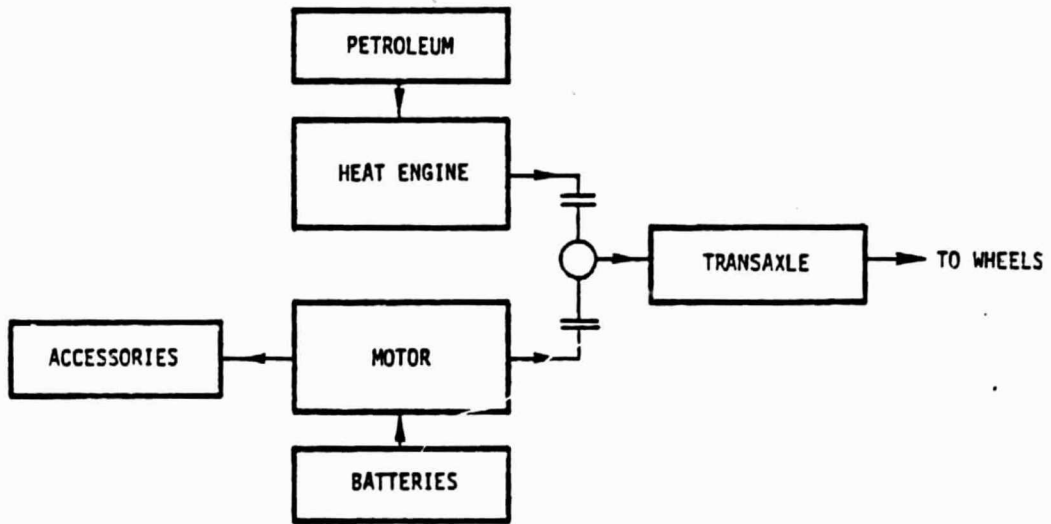 PETROLEUM
HEAT ENGINE
TRANSAXLE
TO WHEELS
ACCESSORIES
MOTOR
BATTERIES